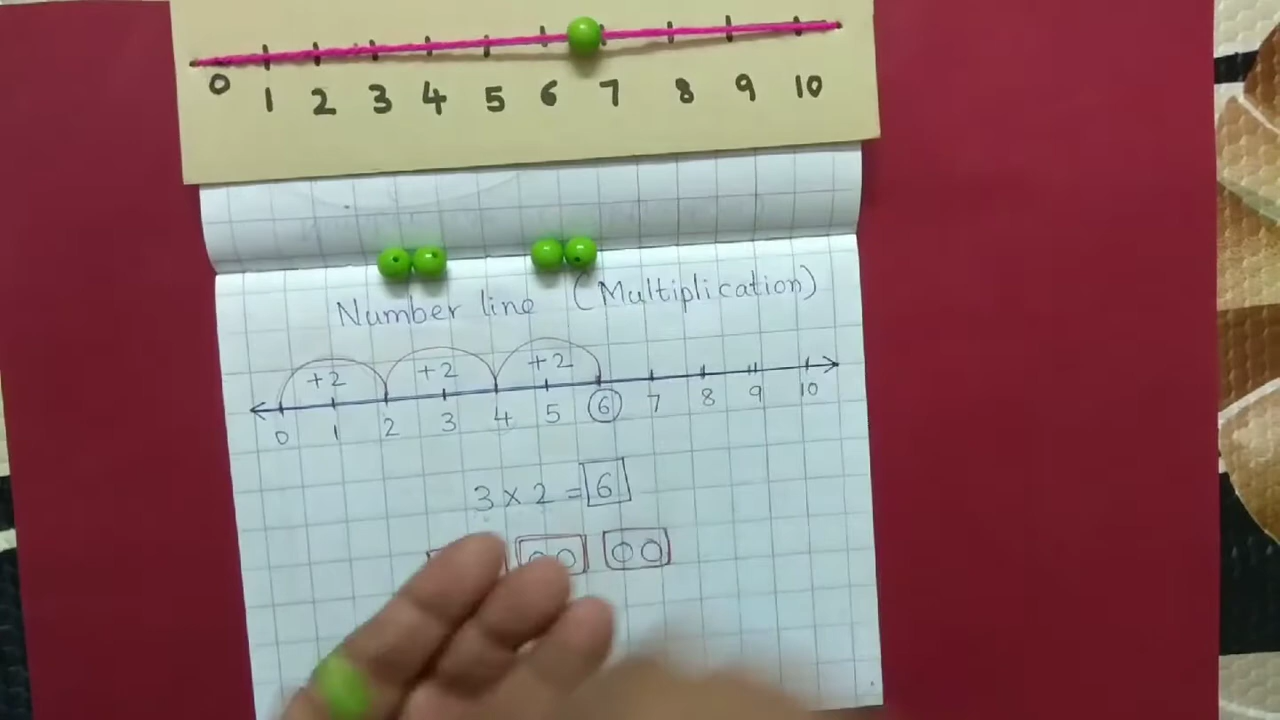 0 1 2 3 4 5 6 7 8 9 10
Number line (Multiplication)
+2 +2 +2
0 1 2 3 4 5 6 7 8 9 10
3 × 2 = 6